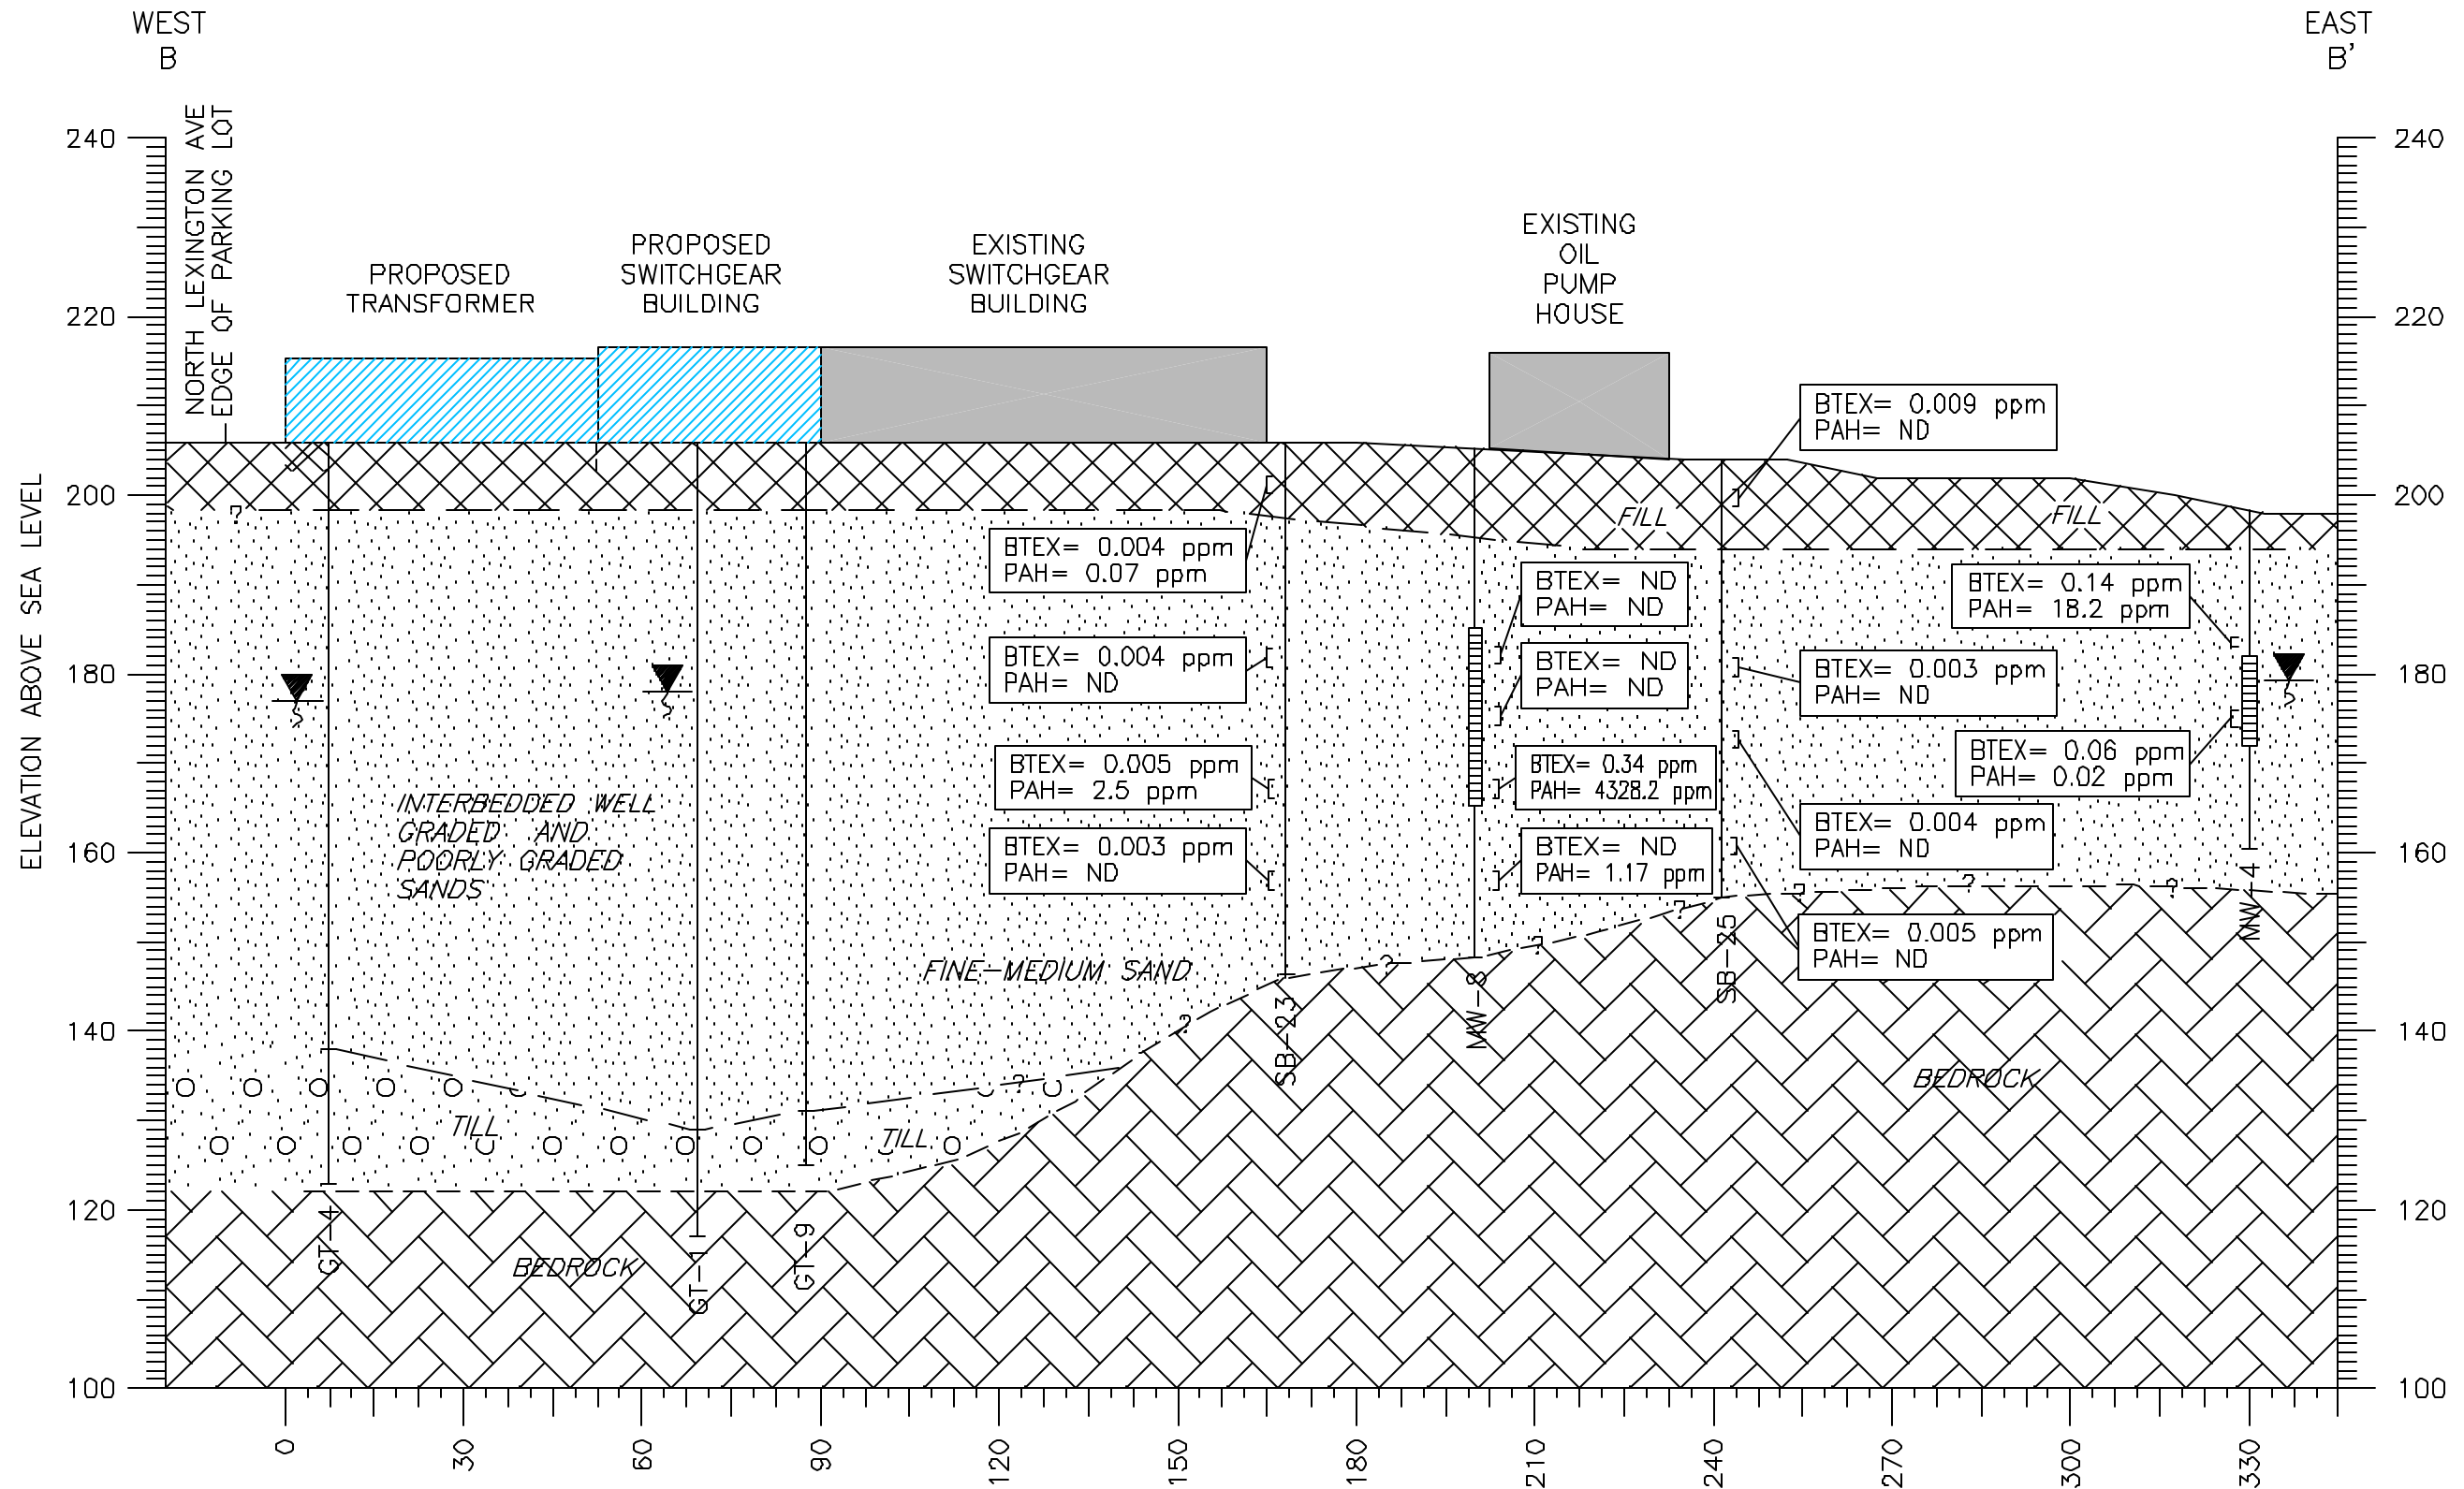 WEST
B
EAST
B'
NORTH LEXINGTON AVE
EDGE OF PARKING LOT
ELEVATION ABOVE SEA LEVEL
240
220
200
180
160
140
120
100
PROPOSED
TRANSFORMER
PROPOSED
SWITCHGEAR
BUILDING
EXISTING
SWITCHGEAR
BUILDING
EXISTING
OIL
PUMP
HOUSE
BTEX= 0.009 ppm
PAH= ND
FILL
FILL
BTEX= 0.004 ppm
PAH= 0.07 ppm
BTEX= ND
PAH= ND
BTEX= 0.14 ppm
PAH= 18.2 ppm
BTEX= 0.004 ppm
PAH= ND
BTEX= ND
PAH= ND
BTEX= 0.003 ppm
PAH= ND
BTEX= 0.005 ppm
PAH= 2.5 ppm
BTEX= 0.34 ppm
PAH= 4328.2 ppm
BTEX= 0.06 ppm
PAH= 0.02 ppm
INTERBEDDED WELL
GRADED AND
POORLY GRADED
SANDS
BTEX= 0.003 ppm
PAH= ND
BTEX= ND
PAH= 1.17 ppm
BTEX= 0.004 ppm
PAH= ND
BTEX= 0.005 ppm
PAH= ND
FINE-MEDIUM SAND
TILL
TILL
BEDROCK
BEDROCK
GT-4
GT-1
GT-9
SB-23
MW-8
SB-25
MW-4
240
220
200
180
160
140
120
100
0
30
60
90
120
150
180
210
240
270
300
330
?
?
?
?
?
?
?
?
?
?